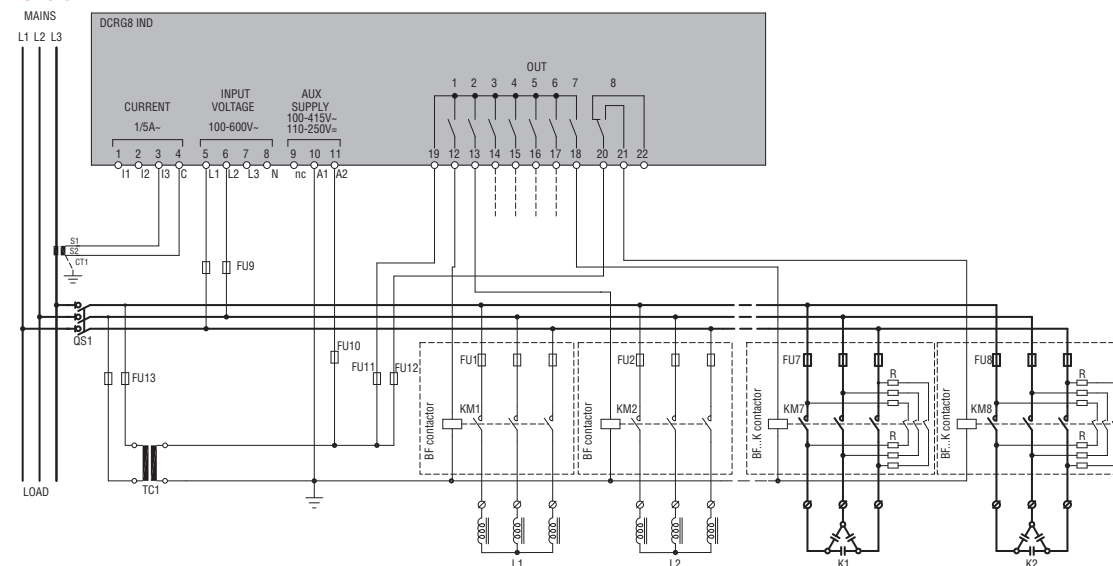 MAINS
L1 L2 L3
DCRG8 IND
OUT
1 2 3 4 5 6 7 8
CURRENT
1/5A~
INPUT
VOLTAGE
100-600V~
AUX
SUPPLY
100-415V~
110-250V=
1 2 3 4 5 6 7 8 9 10 11 19 12 13 14 15 16 17 18 20 21 22
I1 I2 I3 C L1 L2 L3 N nc A1 A2
S1
S2
CT1
FU9
QS1
FU10
FU11 FU12
FU13
FU1 FU2 FU7 FU8
R R
KM1 KM2 KM7 KM8
R R
BF contactor
BF contactor
BF...K contactor
BF...K contactor
TC1
LOAD
L1 L2 K1 K2